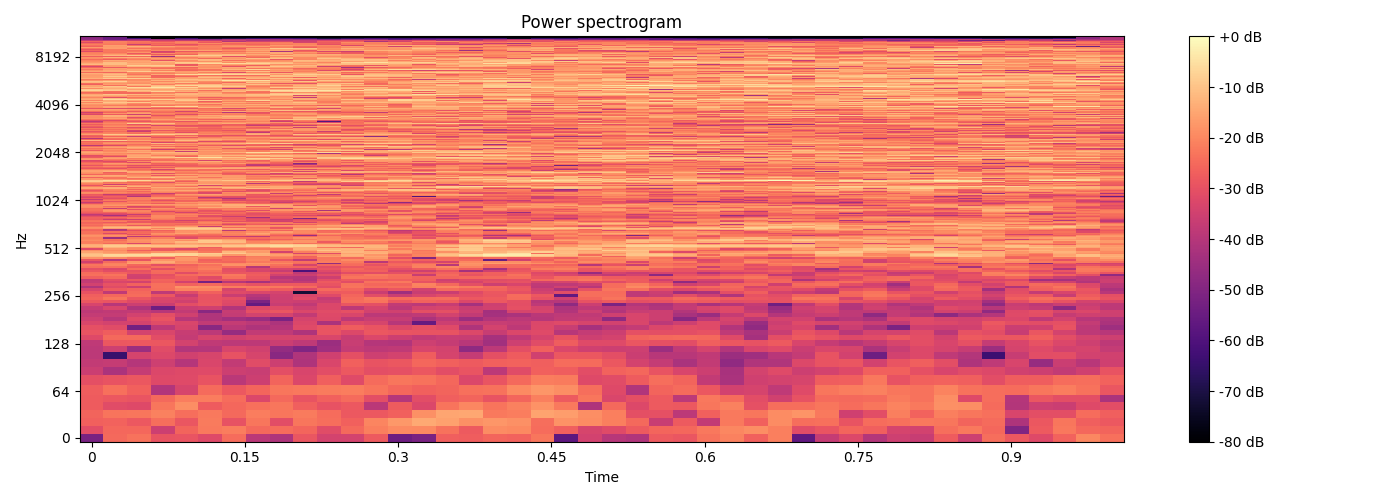 Power spectrogram
Hz
8192
4096
2048
1024
512
256
128
64
0
0 0.15 0.3 0.45 0.6 0.75 0.9
Time
+0 dB
-10 dB
-20 dB
-30 dB
-40 dB
-50 dB
-60 dB
-70 dB
-80 dB